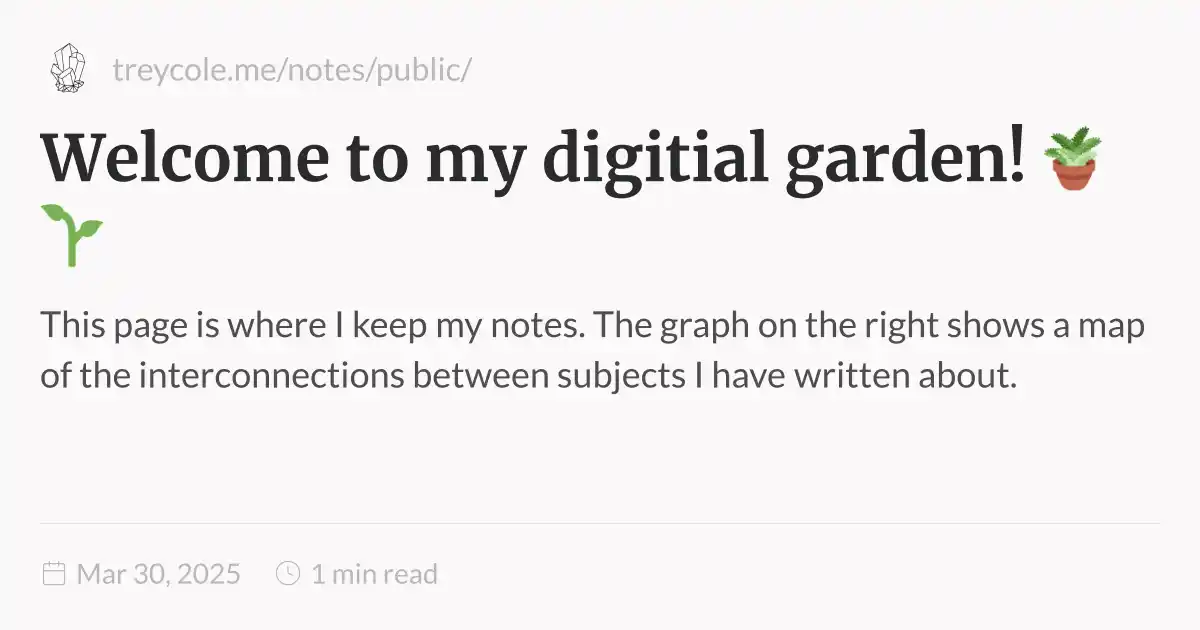 treycole.me/notes/public/
Welcome to my digitial garden! 🪴
🌱
This page is where I keep my notes. The graph on the right shows a map
of the interconnections between subjects I have written about.
Mar 30, 2025 1 min read